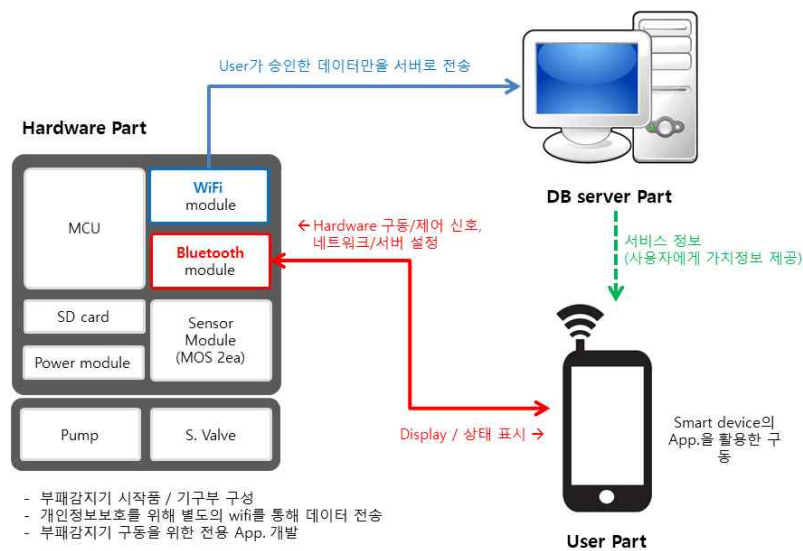 User가 승인한 데이터만을 서버로 전송
Hardware Part
WiFi
module
MCU
Bluetooth
module
SD card
Sensor
Module
(MOS 2ea)
Power module
Pump
S. Valve
← Hardware 구동/제어 신호,
네트워크/서버 설정
DB server Part
서비스 정보
(사용자에게 가치정보 제공)
Display / 상태 표시 →
Smart device의
App.을 활용한 구
동
- 부패감지기 시작품 / 기구부 구성
- 개인정보보호를 위해 별도의 wifi를 통해 데이터 전송
- 부패감지기 구동을 위한 전용 App. 개발
User Part